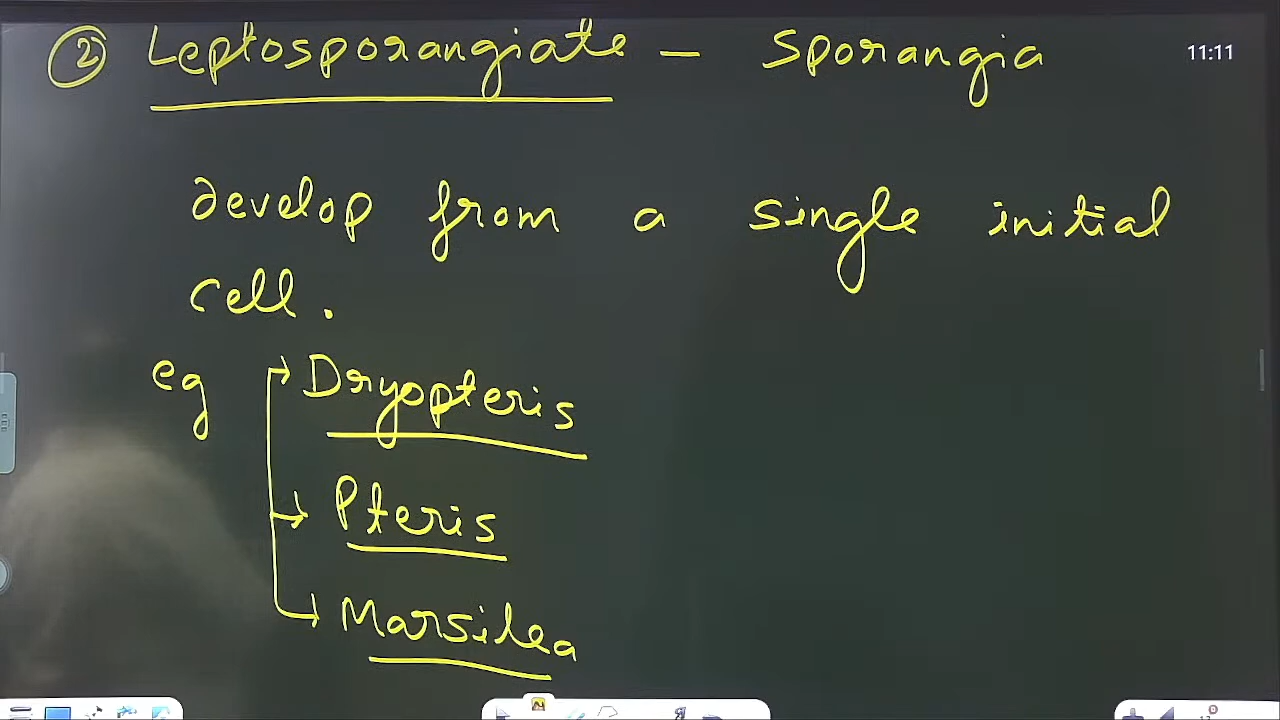 ② Leptosporangiate - Sporangia
11:11
develop from a single initial
cell.
eg → Dryopteris
→ Pteris
→ Marsilea